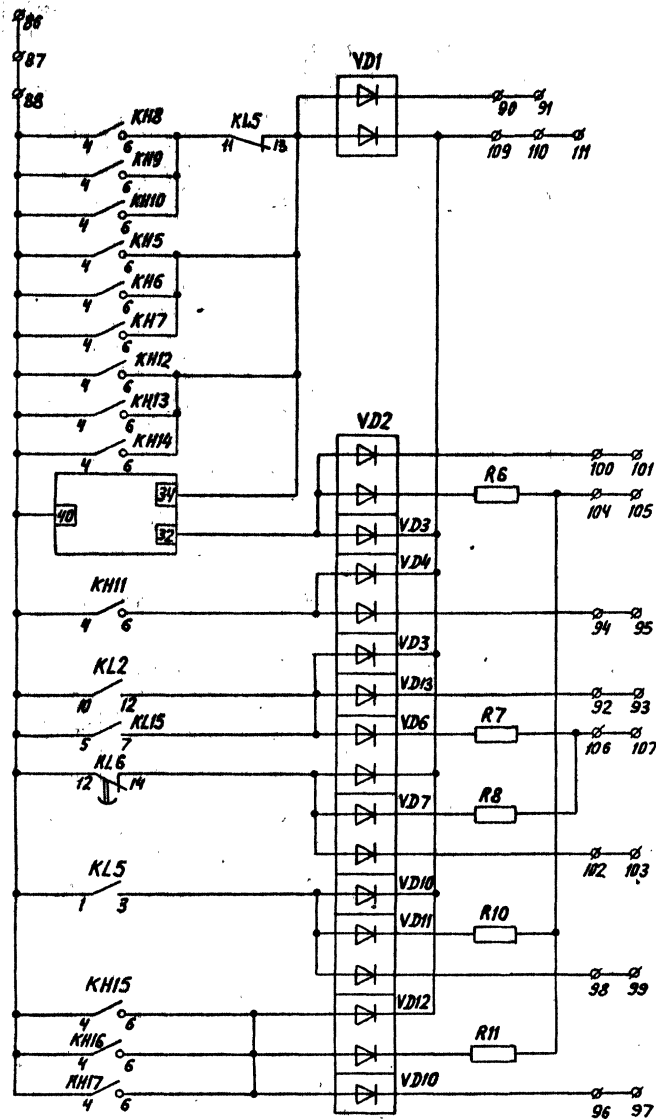 86
87
88
VD1
90 91
KH8
4 6
KL5
11 13
109 110 111
KH9
4 6
KH10
4 6
KH5
4 6
KH6
4 6
KH7
4 6
KH12
4 6
KH13
4 6
KH14
4 6
VD2
100 101
34
R6
104 105
40
32
VD3
VD4
KH11
4 6
94 95
VD3
KL2
10 12
VD13
92 93
KL15
5 7
VD6
R7
106 107
KL6
12 14
VD7
R8
102 103
KL5
1 3
VD10
VD11
R10
98 99
KH15
4 6
VD12
KH16
4 6
R11
KH17
4 6
VD10
96 97